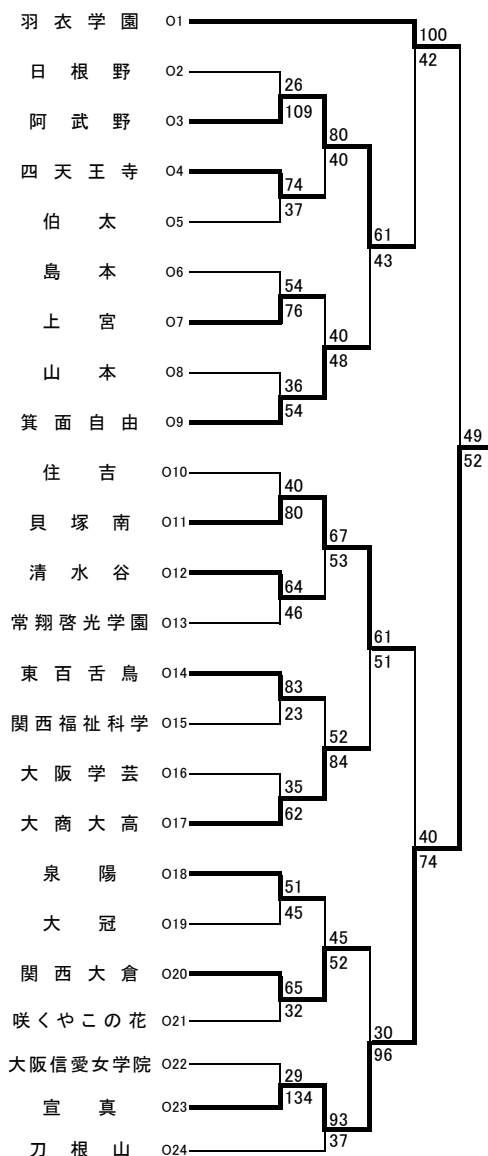 羽衣学園 O1
100
42
日根野 O2
26
109
阿武野 O3
80
40
四天王寺 O4
74
37
伯太 O5
61
43
島本 O6
54
76
上宮 O7
40
48
山本 O8
36
54
箕面自由 O9
49
52
住吉 O10
40
80
貝塚南 O11
67
53
清水谷 O12
64
46
常翔啓光学園 O13
61
51
東百舌鳥 O14
83
23
関西福祉科学 O15
52
84
大阪学芸 O16
35
62
大商大高 O17
40
74
泉陽 O18
51
45
大冠 O19
45
52
関西大倉 O20
65
32
咲くやこの花 O21
30
96
大阪信愛女学院 O22
29
134
宣真 O23
93
37
刀根山 O24